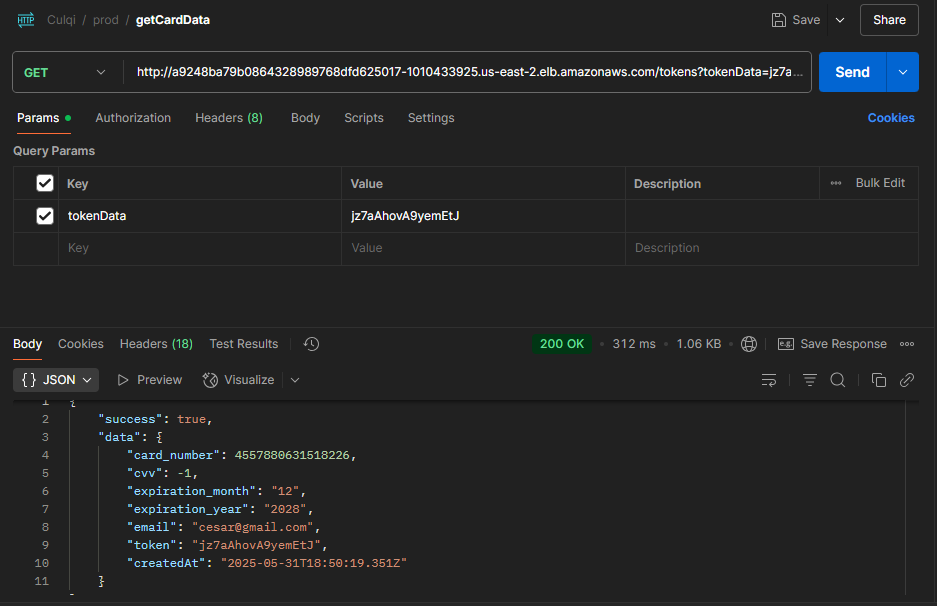 HTTP Culqi / prod / getCardData Save Share
GET http://a9248ba79b0864328989768dfd625017-1010433925.us-east-2.elb.amazonaws.com/tokens?tokenData=jz7a... Send
Params Authorization Headers (8) Body Scripts Settings Cookies
Query Params
Key Value Description Bulk Edit
tokenData jz7aAhovA9yemEtJ
Key Value Description
Body Cookies Headers (18) Test Results 200 OK 312 ms 1.06 KB e.g. Save Response
{} JSON Preview Visualize
1 {
2 "success": true,
3 "data": {
4 "card_number": 4557880631518226,
5 "cvv": -1,
6 "expiration_month": "12",
7 "expiration_year": "2028",
8 "email": "cesar@gmail.com",
9 "token": "jz7aAhovA9yemEtJ",
10 "createdAt": "2025-05-31T18:50:19.351Z"
11 }